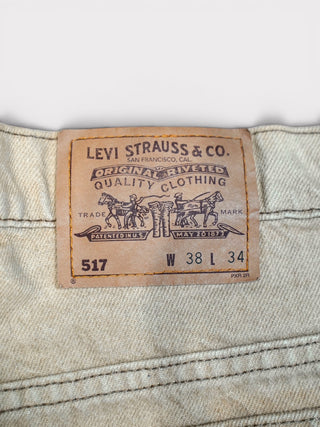 LEVI STRAUSS & CO.
SAN FRANCISCO, CAL.
ORIGINAL RIVETED
QUALITY CLOTHING
TRADE MARK
PATENTED IN U.S. MAY 20 1873
517 W 38 L 34
®